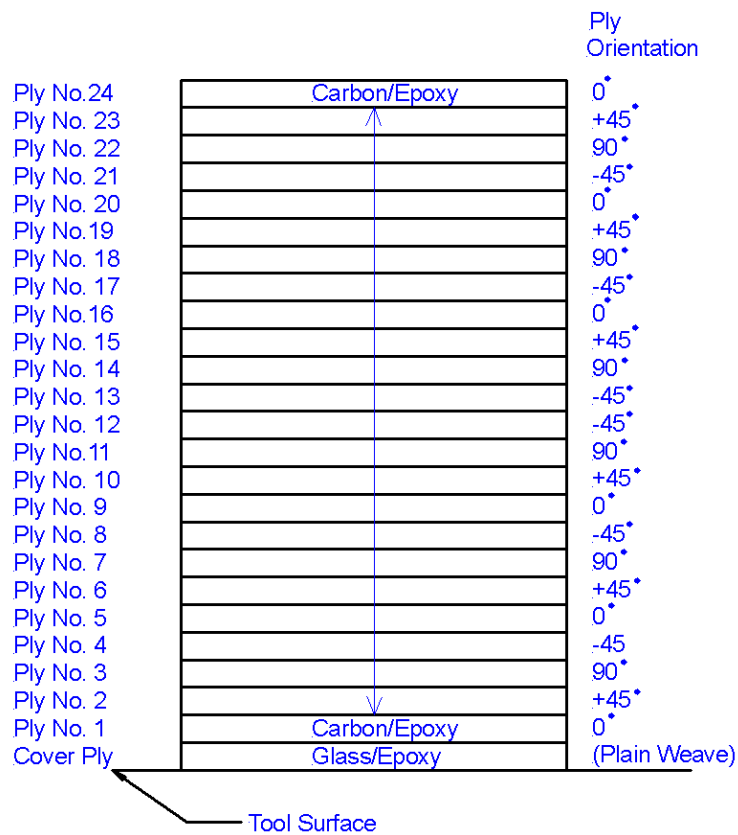 Ply
Orientation
Ply No.24 Carbon/Epoxy 0°
Ply No. 23 +45°
Ply No. 22 90°
Ply No. 21 -45°
Ply No. 20 0°
Ply No.19 +45°
Ply No. 18 90°
Ply No. 17 -45°
Ply No.16 0°
Ply No. 15 +45°
Ply No. 14 90°
Ply No. 13 -45°
Ply No. 12 -45°
Ply No.11 90°
Ply No. 10 +45°
Ply No. 9 0°
Ply No. 8 -45°
Ply No. 7 90°
Ply No. 6 +45°
Ply No. 5 0°
Ply No. 4 -45
Ply No. 3 90°
Ply No. 2 +45°
Ply No. 1 Carbon/Epoxy 0°
Cover Ply Glass/Epoxy (Plain Weave)
Tool Surface